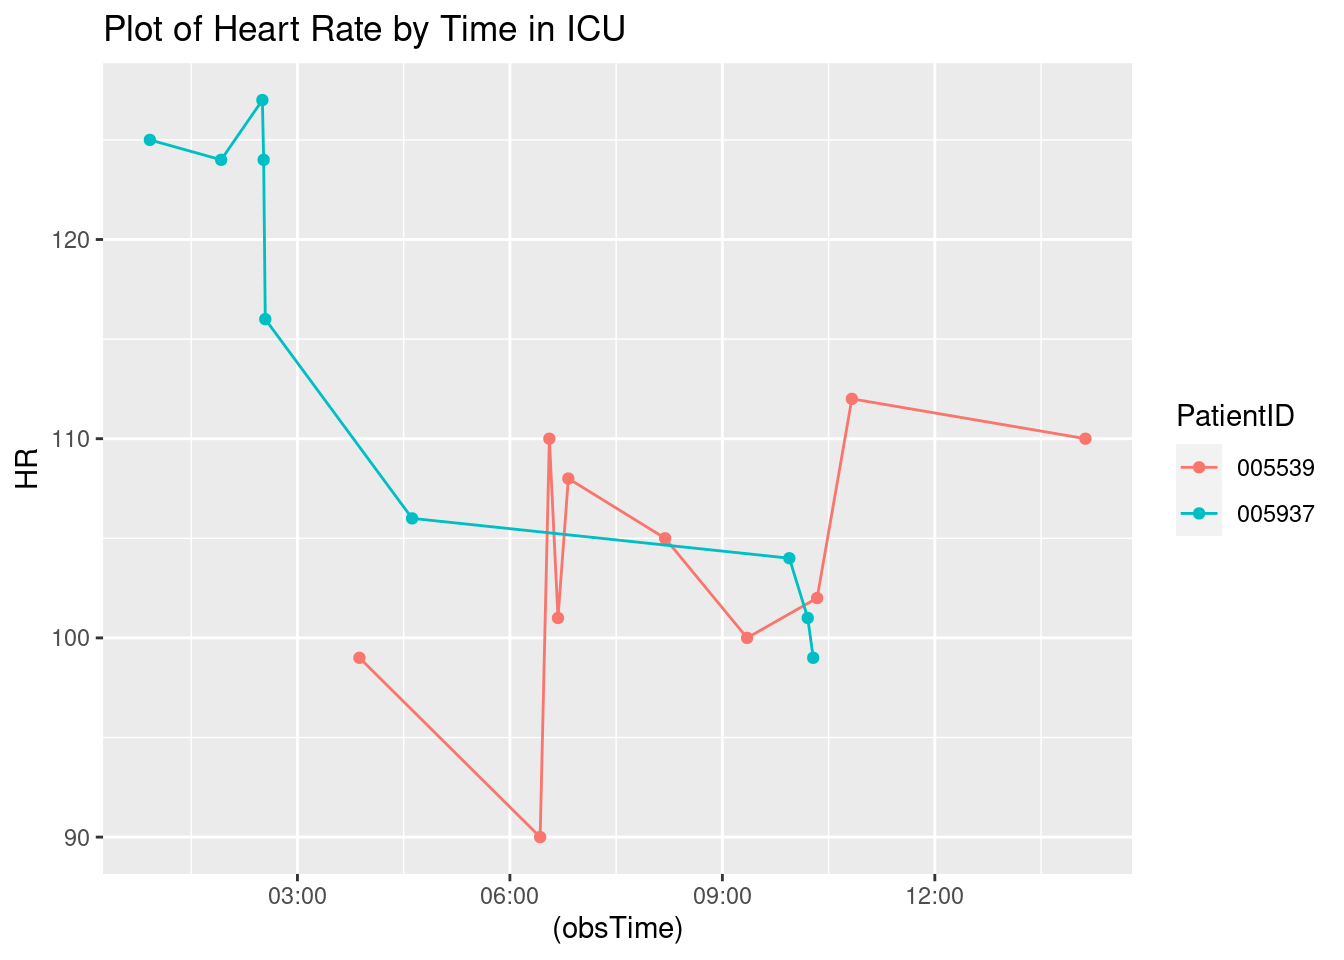 Plot of Heart Rate by Time in ICU
HR
120
110
100
90
03:00 06:00 09:00 12:00
(obsTime)
PatientID
005539
005937